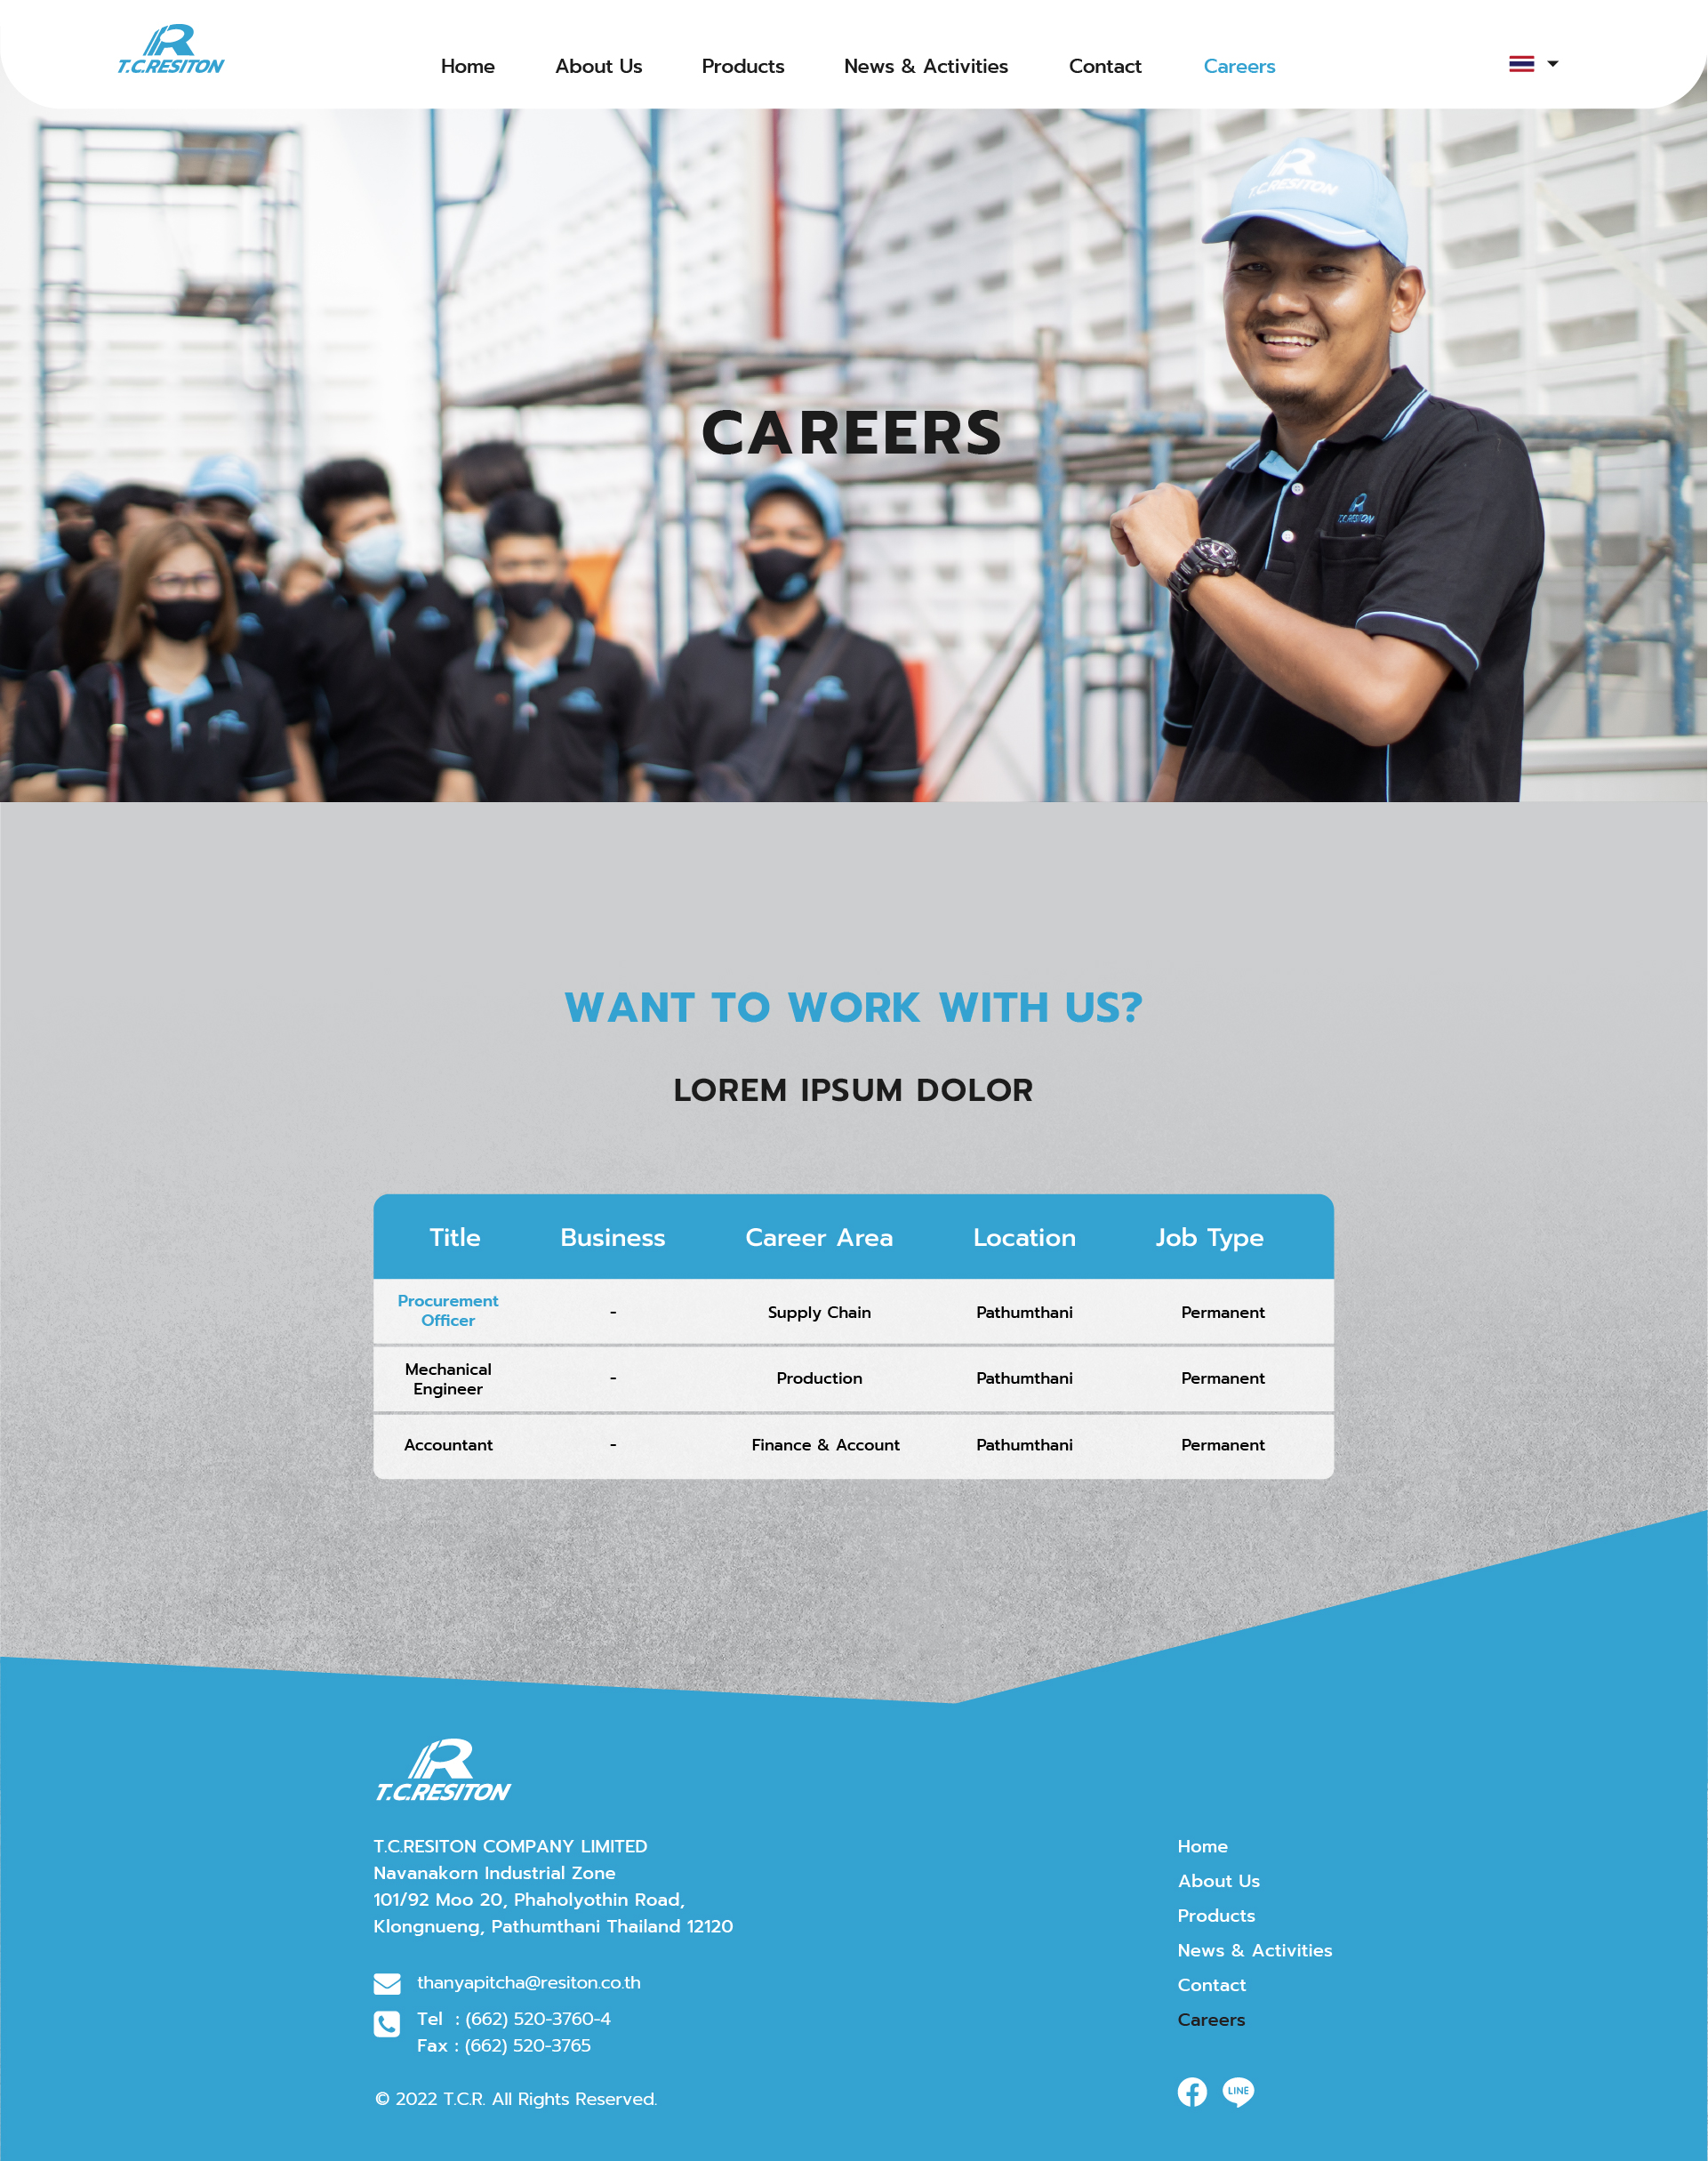 T.C.RESITON
Home About Us Products News & Activities Contact Careers
R
T.C.RESITON
CAREERS
T.C.RESITON
WANT TO WORK WITH US?
LOREM IPSUM DOLOR
Title Business Career Area Location Job Type
Procurement
Officer - Supply Chain Pathumthani Permanent
Mechanical
Engineer - Production Pathumthani Permanent
Accountant - Finance & Account Pathumthani Permanent
T.C.RESITON
T.C.RESITON COMPANY LIMITED
Navanakorn Industrial Zone
101/92 Moo 20, Phaholyothin Road,
Klongnueng, Pathumthani Thailand 12120
thanyapitcha@resiton.co.th
Tel : (662) 520-3760-4
Fax : (662) 520-3765
© 2022 T.C.R. All Rights Reserved.
Home
About Us
Products
News & Activities
Contact
Careers
LINE